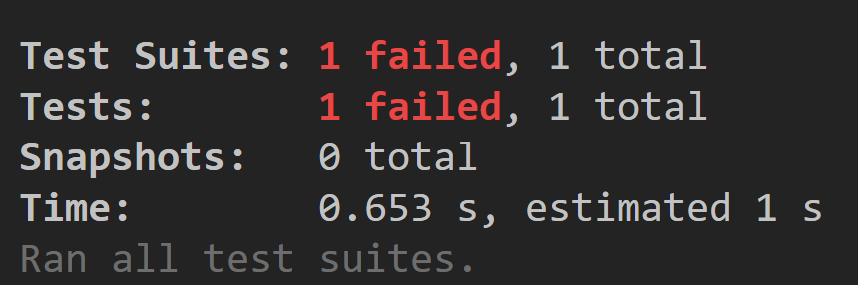 Test Suites: 1 failed, 1 total
Tests:       1 failed, 1 total
Snapshots:   0 total
Time:        0.653 s, estimated 1 s
Ran all test suites.